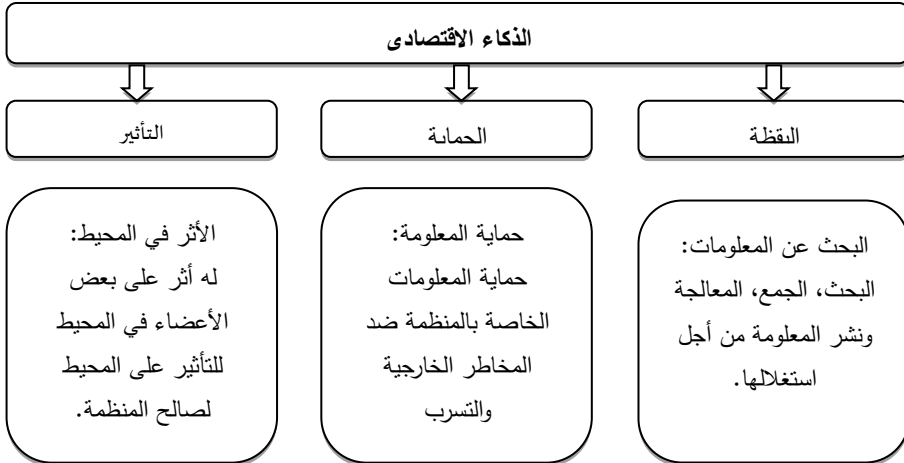 الذكاء الاقتصادى
اليقظة
الحماية
التأثير
البحث عن المعلومات:
البحث، الجمع، المعالجة
ونشر المعلومة من أجل
استغلالها.
حماية المعلومة:
حماية المعلومات
الخاصة بالمنظمة ضد
المخاطر الخارجية
والتسرب
الأثر في المحيط:
له أثر على بعض
الأعضاء في المحيط
للتأثير على المحيط
لصالح المنظمة.